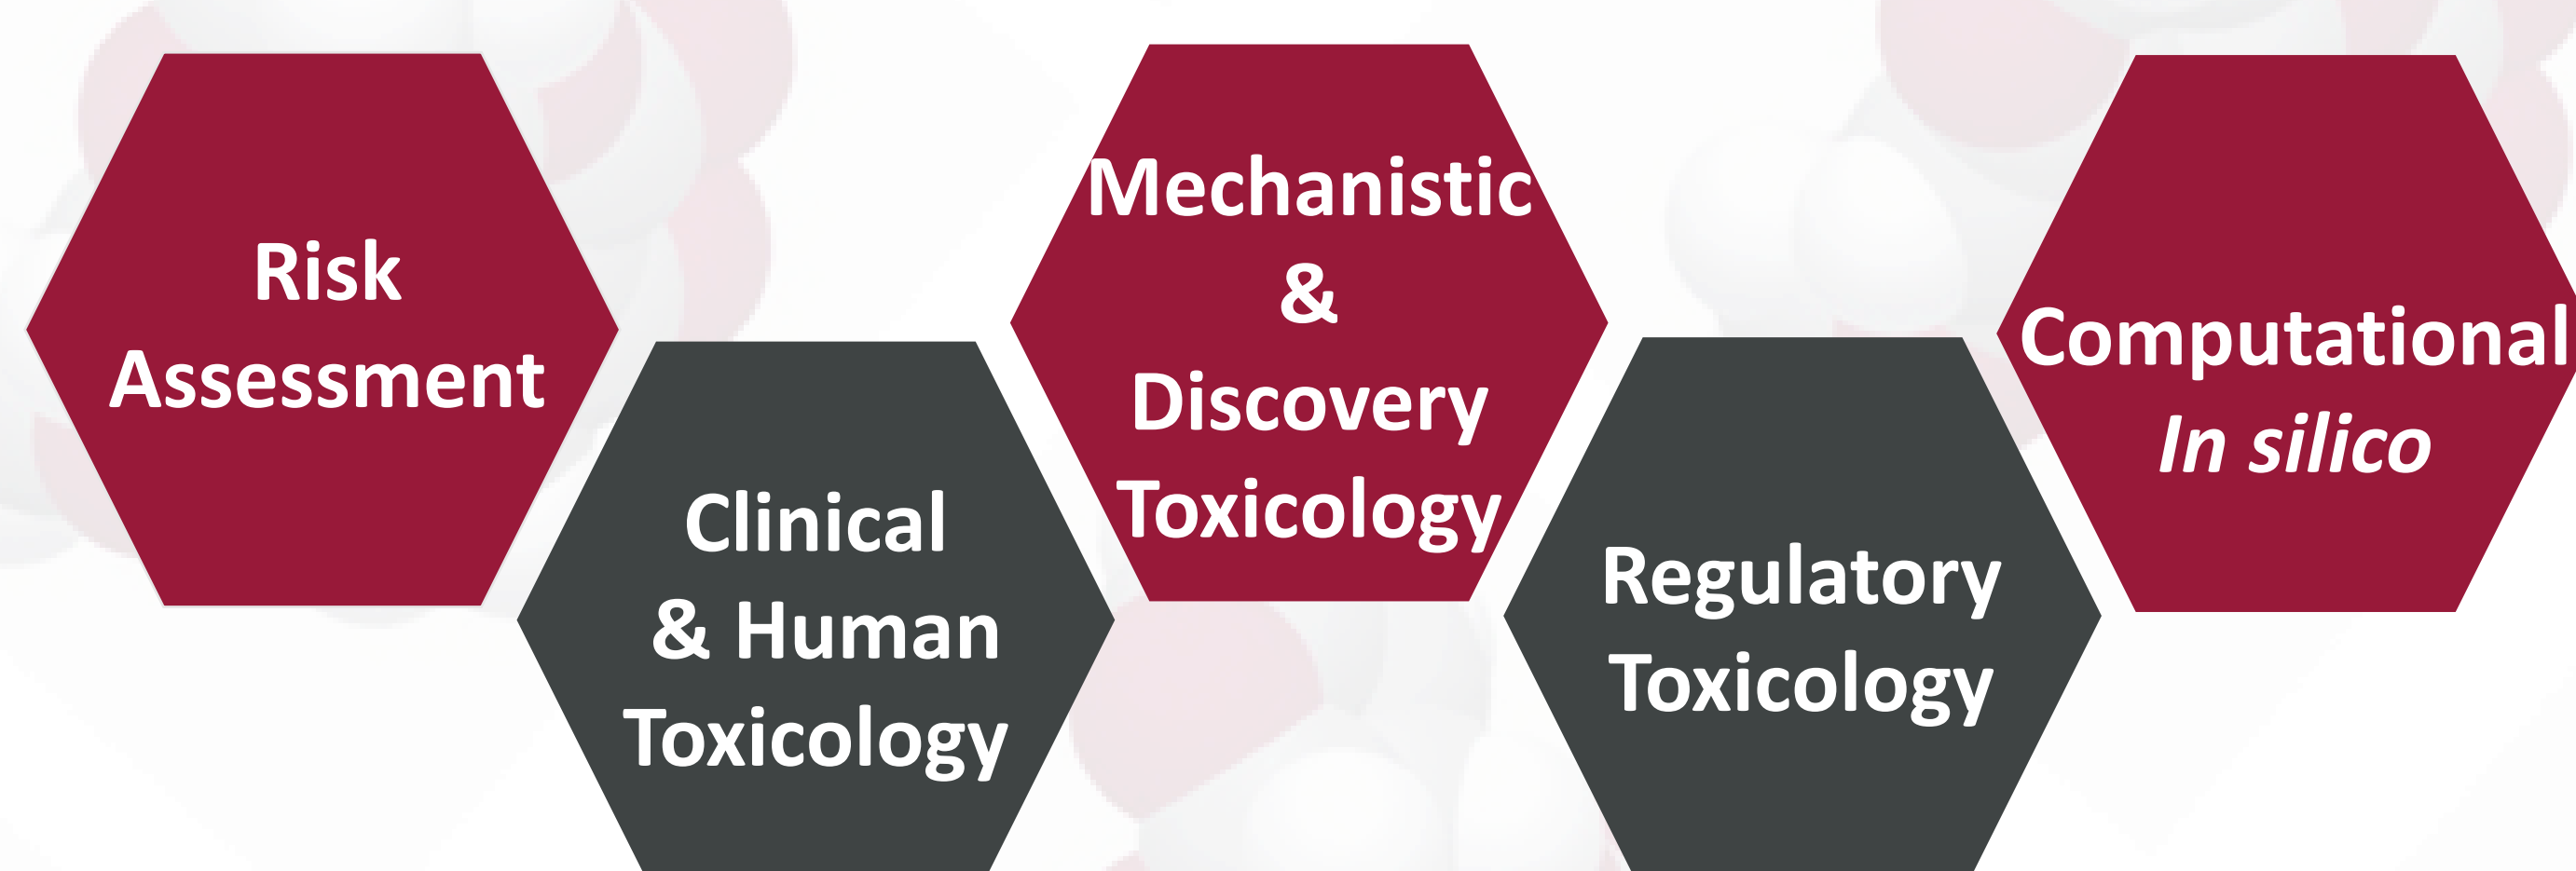 Risk
Assessment
Clinical
& Human
Toxicology
Mechanistic
&
Discovery
Toxicology
Regulatory
Toxicology
Computational
In silico